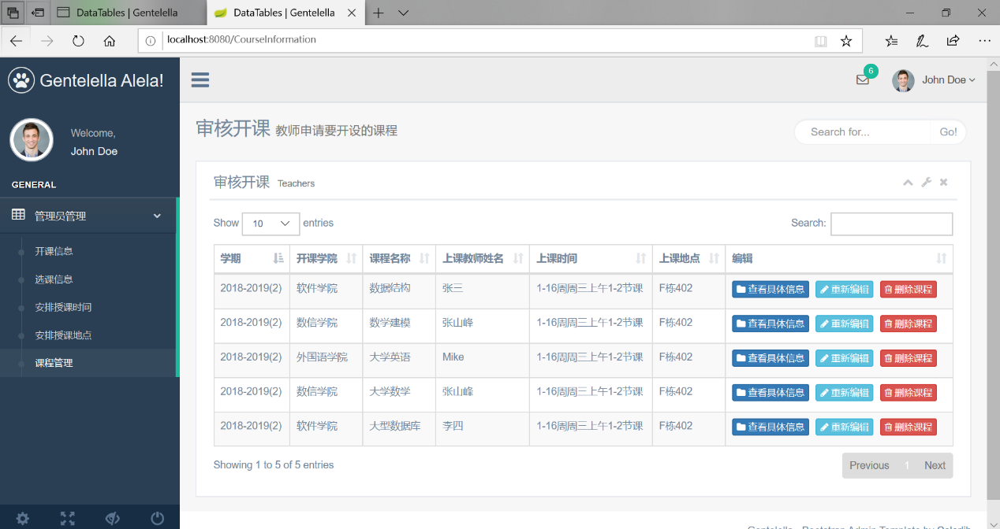 DataTables | Gentelella
DataTables | Gentelella
localhost:8080/CourseInformation
Gentelella Alela!
6
John Doe
Welcome,
John Doe
GENERAL
管理员管理
开课信息
选课信息
安排授课时间
安排授课地点
课程管理
审核开课 教师申请要开设的课程
Search for... Go!
审核开课 Teachers
Show 10 entries Search:
学期 开课学院 课程名称 上课教师姓名 上课时间 上课地点 编辑
2018-2019(2) 软件学院 数据结构 张三 1-16周周三上午1-2节课 F栋402 查看具体信息 重新编辑 删除课程
2018-2019(2) 数信学院 数学建模 张山峰 1-16周周三上午1-2节课 F栋402 查看具体信息 重新编辑 删除课程
2018-2019(2) 外国语学院 大学英语 Mike 1-16周周三上午1-2节课 F栋402 查看具体信息 重新编辑 删除课程
2018-2019(2) 数信学院 大学数学 张山峰 1-16周周三上午1-2节课 F栋402 查看具体信息 重新编辑 删除课程
2018-2019(2) 软件学院 大型数据库 李四 1-16周周三上午1-2节课 F栋402 查看具体信息 重新编辑 删除课程
Showing 1 to 5 of 5 entries
Previous 1 Next
Gentelella - Bootstrap Admin Template by Colorlib